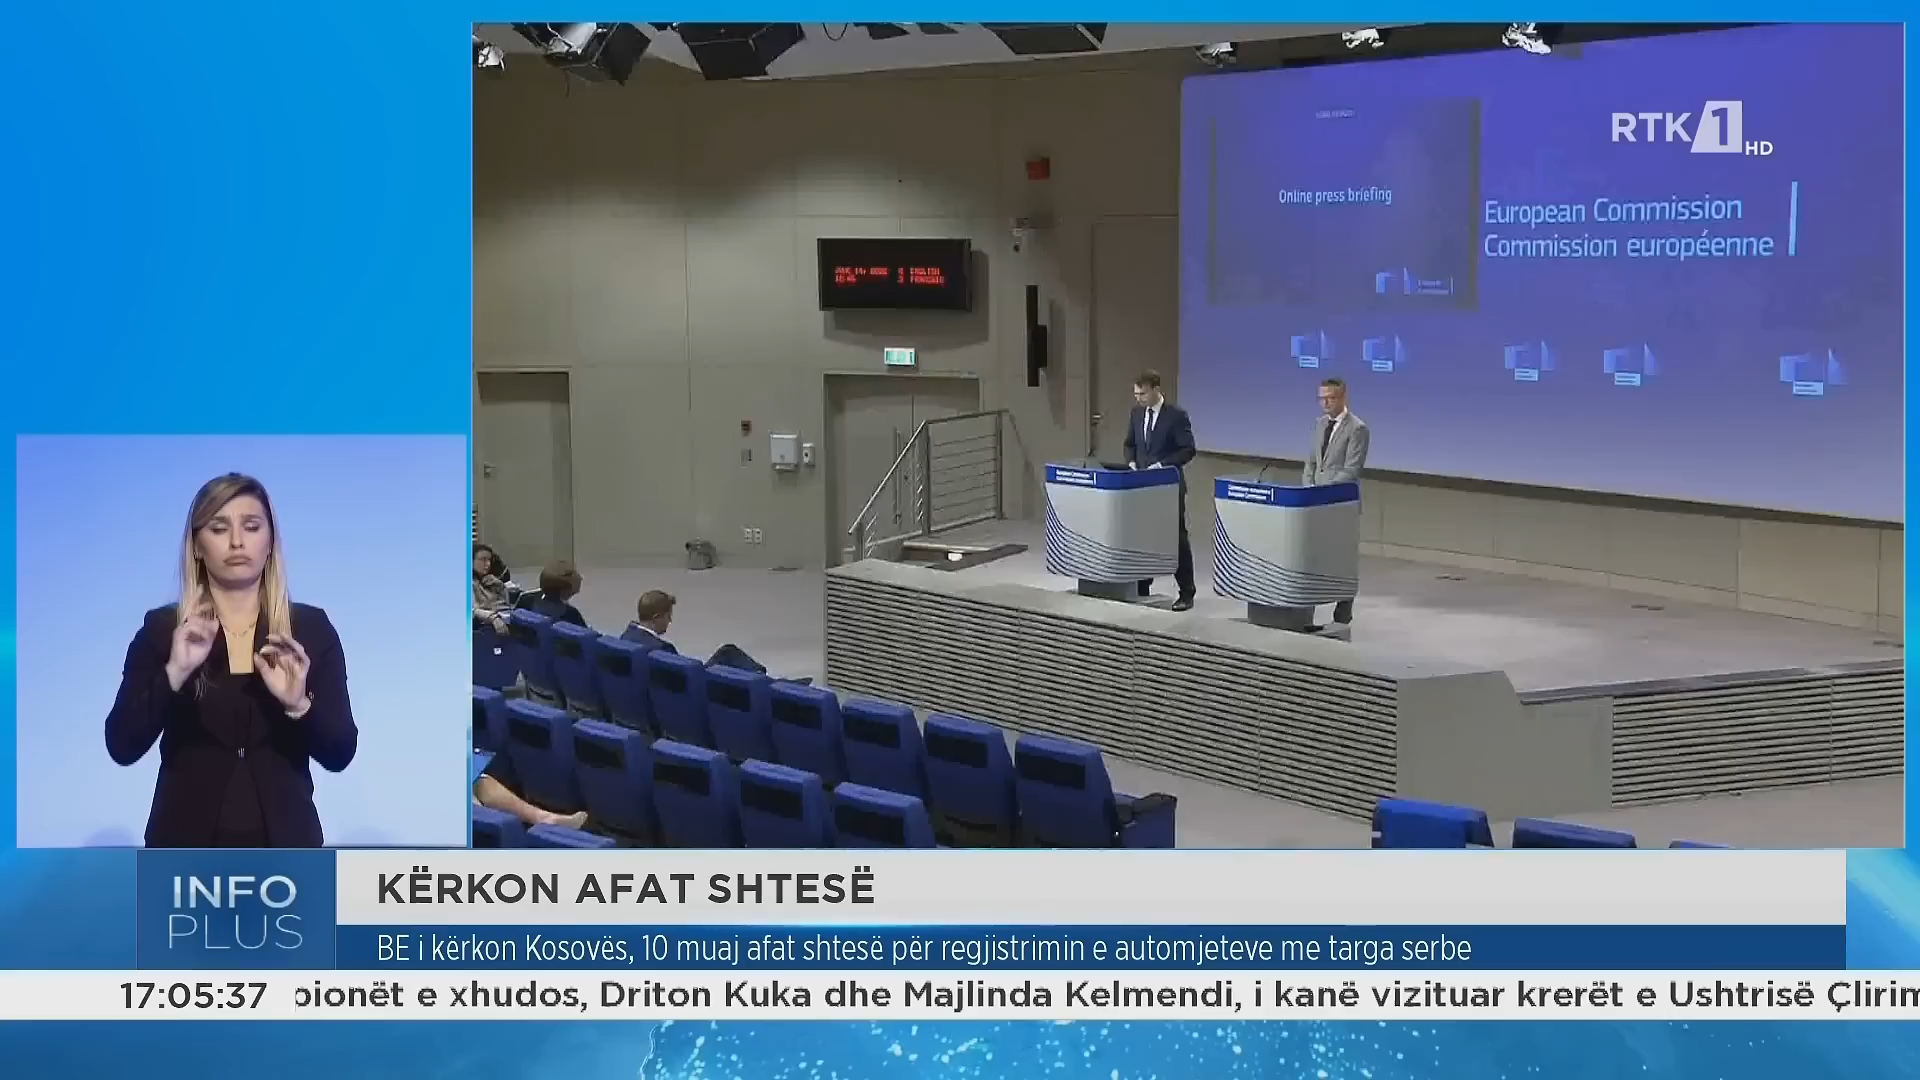 RTK 1 HD
Online press briefing
European Commission
Commission européenne
INFO
PLUS
KËRKON AFAT SHTESË
BE i kërkon Kosovës, 10 muaj afat shtesë për regjistrimin e automjeteve me targa serbe
17:05:37 pionët e xhudos, Driton Kuka dhe Majlinda Kelmendi, i kanë vizituar krerët e Ushtrisë Çlirim